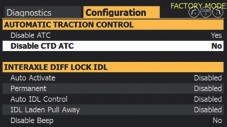 FACTORY MODE
Diagnostics Configuration
AUTOMATIC TRACTION CONTROL
Disable ATC Yes
Disable CTD ATC No
INTERAXLE DIFF LOCK IDL
Auto Activate Disabled
Permanent Disabled
Auto IDL Control Disabled
IDL Laden Pull Away Disabled
Disable Beep No